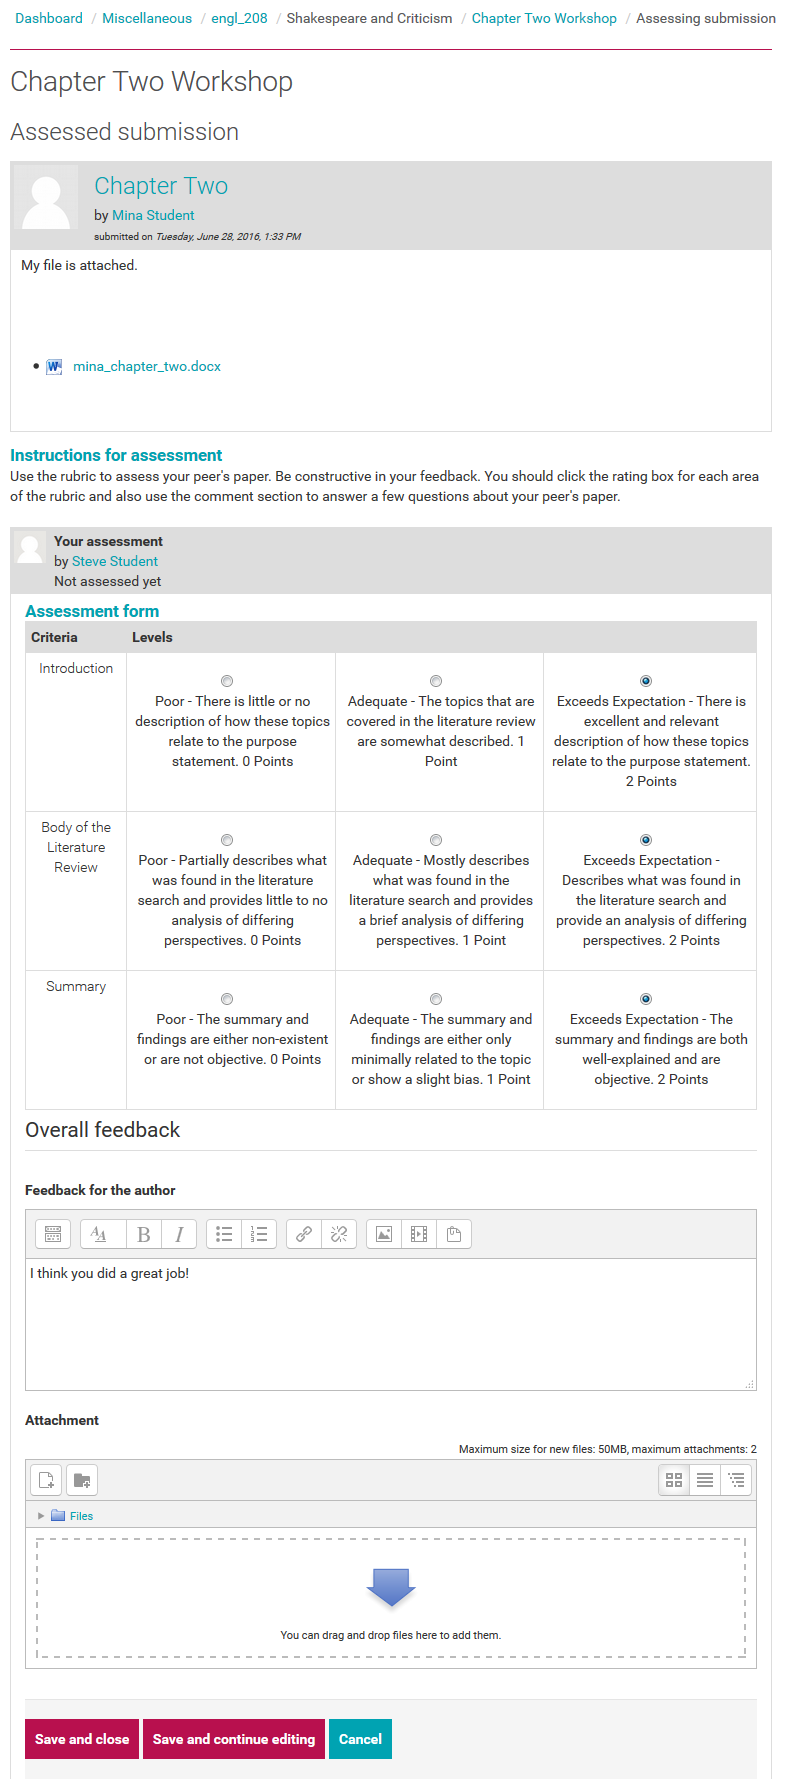 Dashboard / Miscellaneous / engl_208 / Shakespeare and Criticism / Chapter Two Workshop / Assessing submission
Chapter Two Workshop
Assessed submission
Chapter Two
by Mina Student
submitted on Tuesday, June 28, 2016, 1:33 PM
My file is attached.
mina_chapter_two.docx
Instructions for assessment
Use the rubric to assess your peer's paper. Be constructive in your feedback. You should click the rating box for each area
of the rubric and also use the comment section to answer a few questions about your peer's paper.
Your assessment
by Steve Student
Not assessed yet
Assessment form
Criteria Levels
Introduction
Poor - There is little or no
description of how these topics
relate to the purpose
statement. 0 Points
Adequate - The topics that are
covered in the literature review
are somewhat described. 1
Point
Exceeds Expectation - There is
excellent and relevant
description of how these topics
relate to the purpose statement.
2 Points
Body of the
Literature
Review
Poor - Partially describes what
was found in the literature
search and provides little to no
analysis of differing
perspectives. 0 Points
Adequate - Mostly describes
what was found in the
literature search and provides
a brief analysis of differing
perspectives. 1 Point
Exceeds Expectation -
Describes what was found in
the literature search and
provide an analysis of differing
perspectives. 2 Points
Summary
Poor - The summary and
findings are either non-existent
or are not objective. 0 Points
Adequate - The summary and
findings are either only
minimally related to the topic
or show a slight bias. 1 Point
Exceeds Expectation - The
summary and findings are both
well-explained and are
objective. 2 Points
Overall feedback
Feedback for the author
I think you did a great job!
Attachment
Maximum size for new files: 50MB, maximum attachments: 2
Files
You can drag and drop files here to add them.
Save and close Save and continue editing Cancel